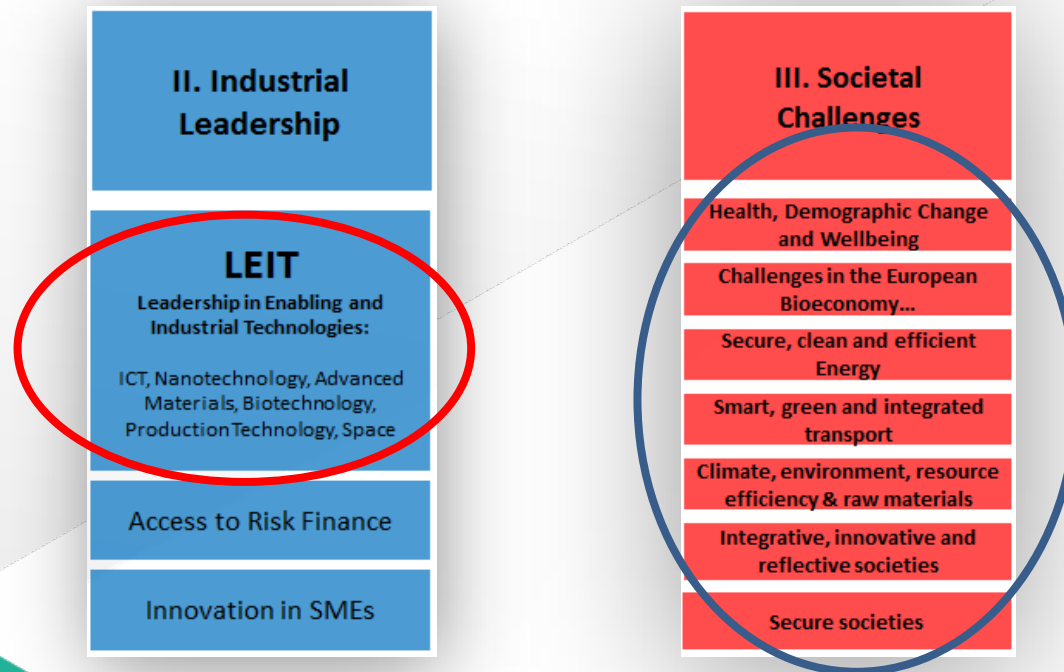 II. Industrial
Leadership
LEIT
Leadership in Enabling and
Industrial Technologies:
ICT, Nanotechnology, Advanced
Materials, Biotechnology,
Production Technology, Space
Access to Risk Finance
Innovation in SMEs
III. Societal
Challenges
Health, Demographic Change
and Wellbeing
Challenges in the European
Bioeconomy...
Secure, clean and efficient
Energy
Smart, green and integrated
transport
Climate, environment, resource
efficiency & raw materials
Integrative, innovative and
reflective societies
Secure societies